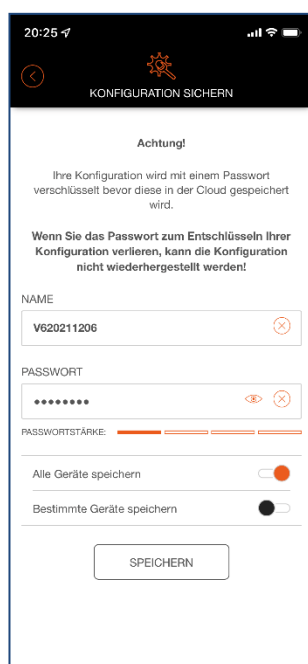 20:25
KONFIGURATION SICHERN
Achtung!
Ihre Konfiguration wird mit einem Passwort
verschlüsselt bevor diese in der Cloud gespeichert
wird.
Wenn Sie das Passwort zum Entschlüsseln Ihrer
Konfiguration verlieren, kann die Konfiguration
nicht wiederhergestellt werden!
NAME
V620211206
PASSWORT
••••••••
PASSWORTSTÄRKE:
Alle Geräte speichern
Bestimmte Geräte speichern
SPEICHERN